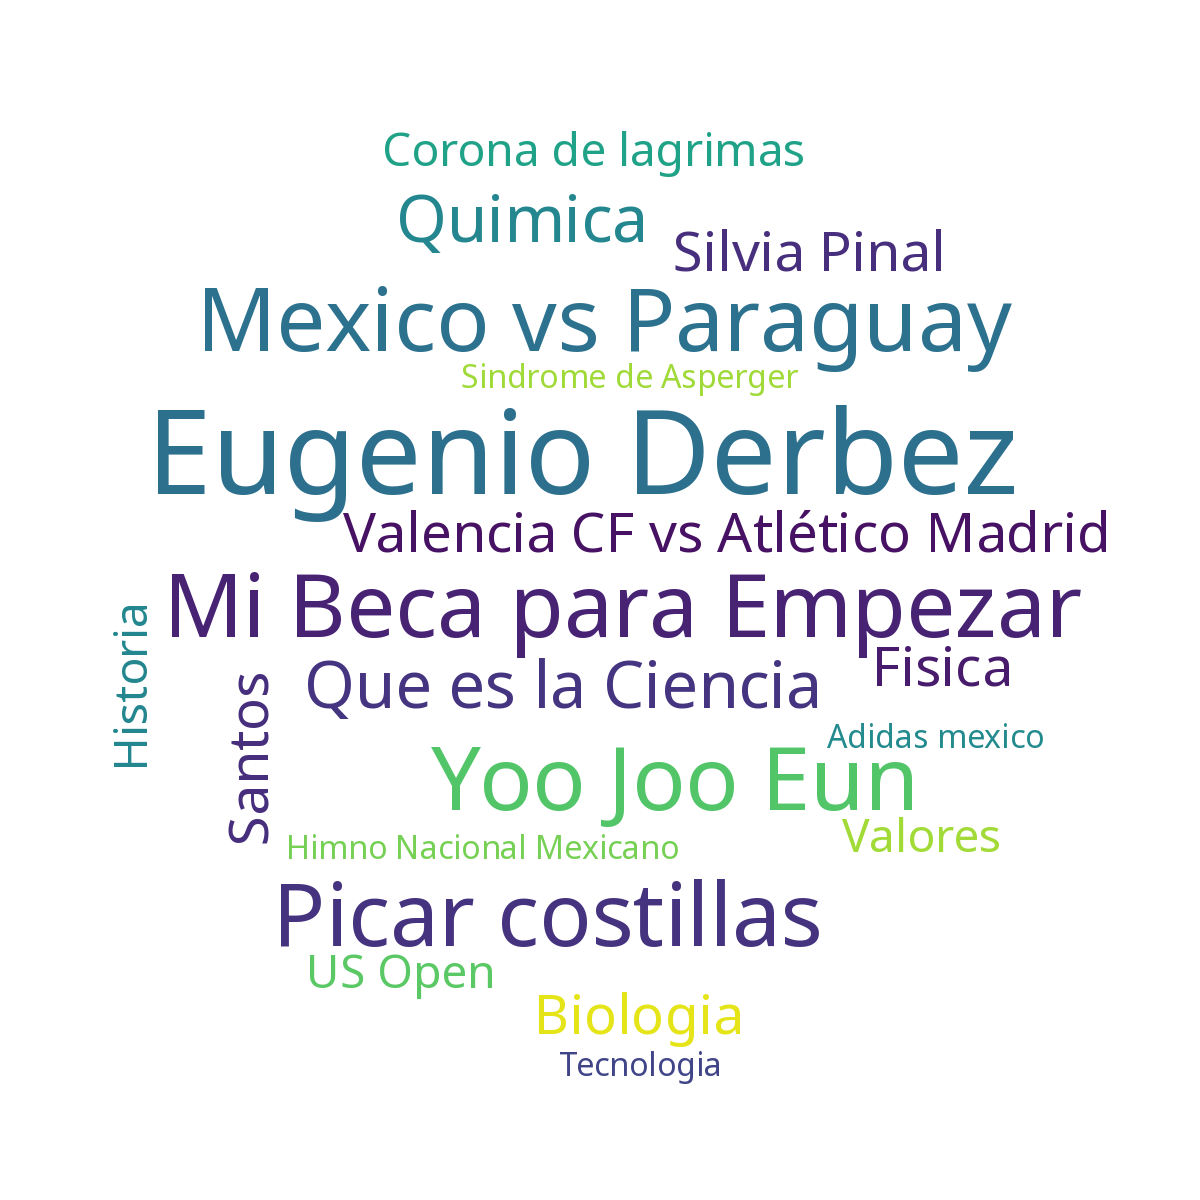 Corona de lagrimas
Quimica
Silvia Pinal
Mexico vs Paraguay
Sindrome de Asperger
Eugenio Derbez
Valencia CF vs Atlético Madrid
Mi Beca para Empezar
Historia
Fisica
Que es la Ciencia
Santos
Adidas mexico
Yoo Joo Eun
Valores
Himno Nacional Mexicano
Picar costillas
US Open
Biologia
Tecnologia